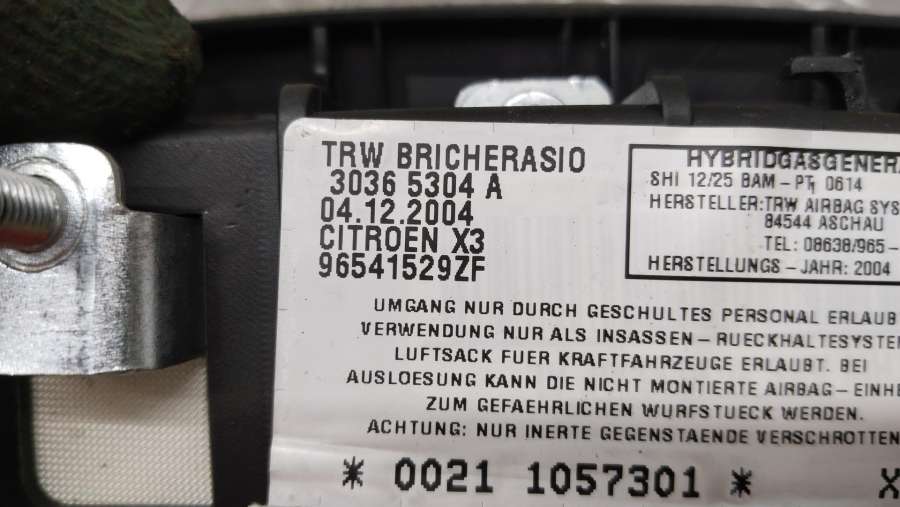 TRW BRICHERASIO
3036 5304 A
04.12.2004
CITROEN X3
96541529ZF
HYBRIDGASGENERA
SHI 12/25 BAM - PT1 0614
HERSTELLER: TRW AIRBAG SYS
84544 ASCHAU
TEL: 08638/965-
HERSTELLUNGS - JAHR: 2004
UMGANG NUR DURCH GESCHULTES PERSONAL ERLAUB
VERWENDUNG NUR ALS INSASSEN - RUECKHALTESYSTE
LUFTSACK FUER KRAFTFAHRZEUGE ERLAUBT. BEI
AUSLOESUNG KANN DIE NICHT MONTIERTE AIRBAG - EINHE
ZUM GEFAEHRLICHEN WURFSTUECK WERDEN.
ACHTUNG: NUR INERTE GEGENSTAENDE VERSCHROTTEN
* 0021 1057301 * X